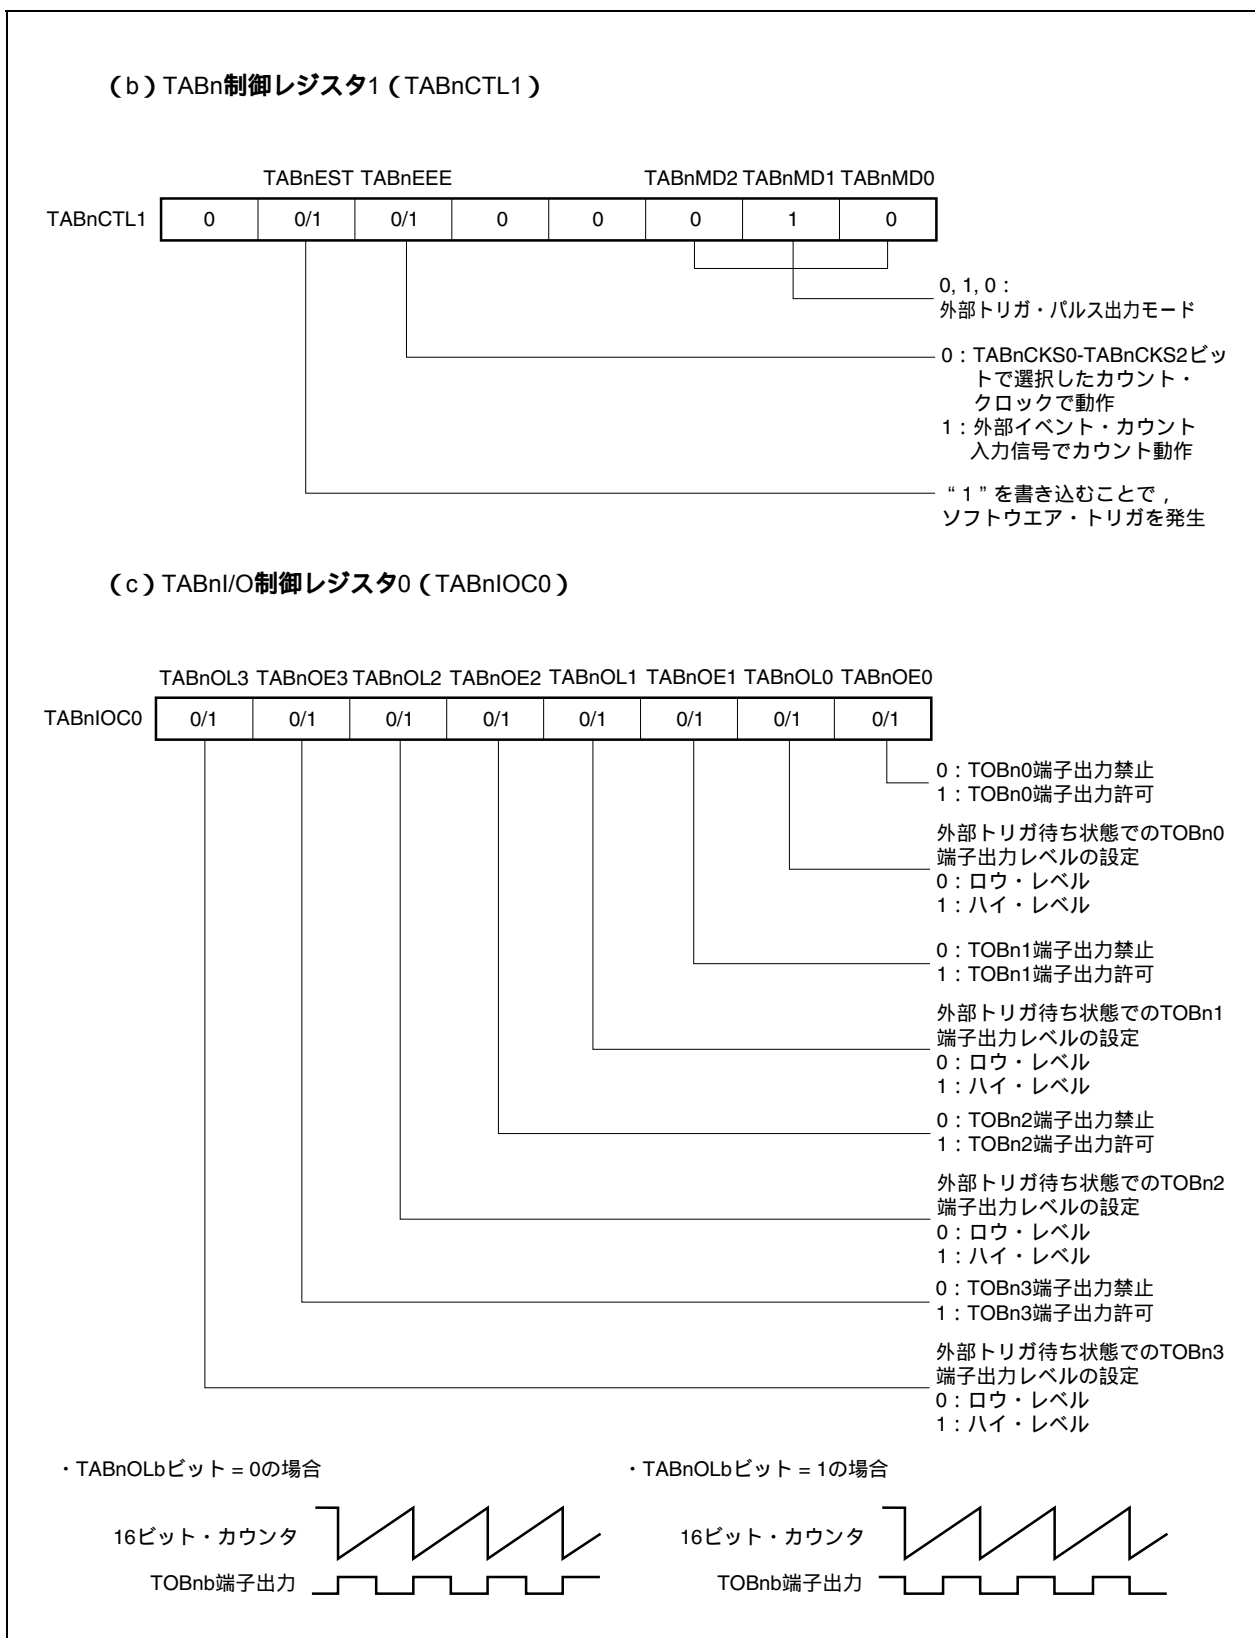 （b）TABn制御レジスタ1（TABnCTL1）
TABnEST TABnEEE TABnMD2 TABnMD1 TABnMD0
TABnCTL1 0 0/1 0/1 0 0 0 1 0
0, 1, 0：
外部トリガ・パルス出力モード
0：TABnCKS0-TABnCKS2ビッ
トで選択したカウント・
クロックで動作
1：外部イベント・カウント
入力信号でカウント動作
“1”を書き込むことで，
ソフトウエア・トリガを発生
（c）TABnI/O制御レジスタ0（TABnIOC0）
TABnOL3 TABnOE3 TABnOL2 TABnOE2 TABnOL1 TABnOE1 TABnOL0 TABnOE0
TABnIOC0 0/1 0/1 0/1 0/1 0/1 0/1 0/1 0/1
0：TOBn0端子出力禁止
1：TOBn0端子出力許可
外部トリガ待ち状態でのTOBn0
端子出力レベルの設定
0：ロウ・レベル
1：ハイ・レベル
0：TOBn1端子出力禁止
1：TOBn1端子出力許可
外部トリガ待ち状態でのTOBn1
端子出力レベルの設定
0：ロウ・レベル
1：ハイ・レベル
0：TOBn2端子出力禁止
1：TOBn2端子出力許可
外部トリガ待ち状態でのTOBn2
端子出力レベルの設定
0：ロウ・レベル
1：ハイ・レベル
0：TOBn3端子出力禁止
1：TOBn3端子出力許可
外部トリガ待ち状態でのTOBn3
端子出力レベルの設定
0：ロウ・レベル
1：ハイ・レベル
・TABnOLbビット = 0の場合
16ビット・カウンタ
TOBnb端子出力
・TABnOLbビット = 1の場合
16ビット・カウンタ
TOBnb端子出力